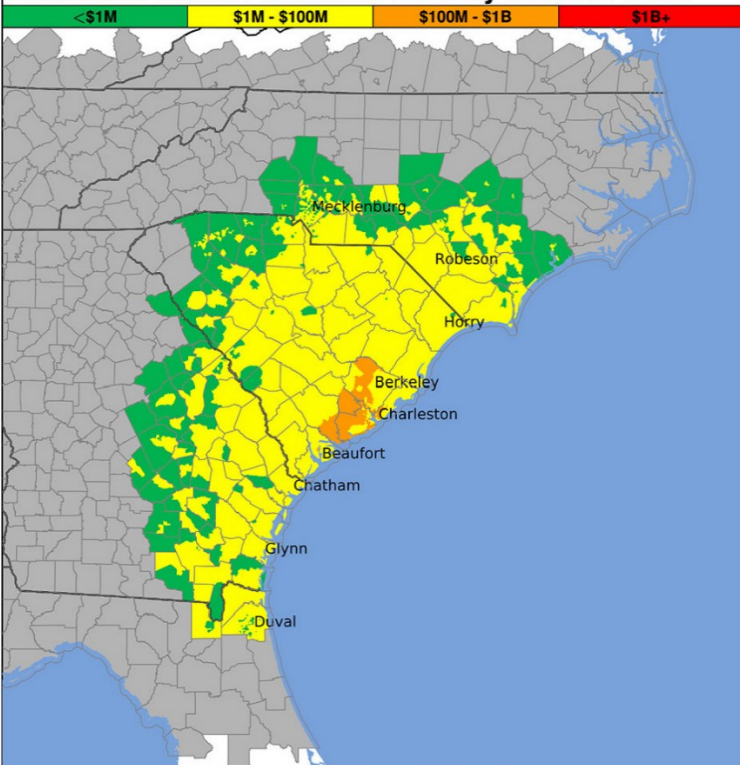 <$1M
$1M - $100M
$100M - $1B
$1B+
Mecklenburg
Robeson
Horry
Berkeley
Charleston
Beaufort
Chatham
Glynn
Duval